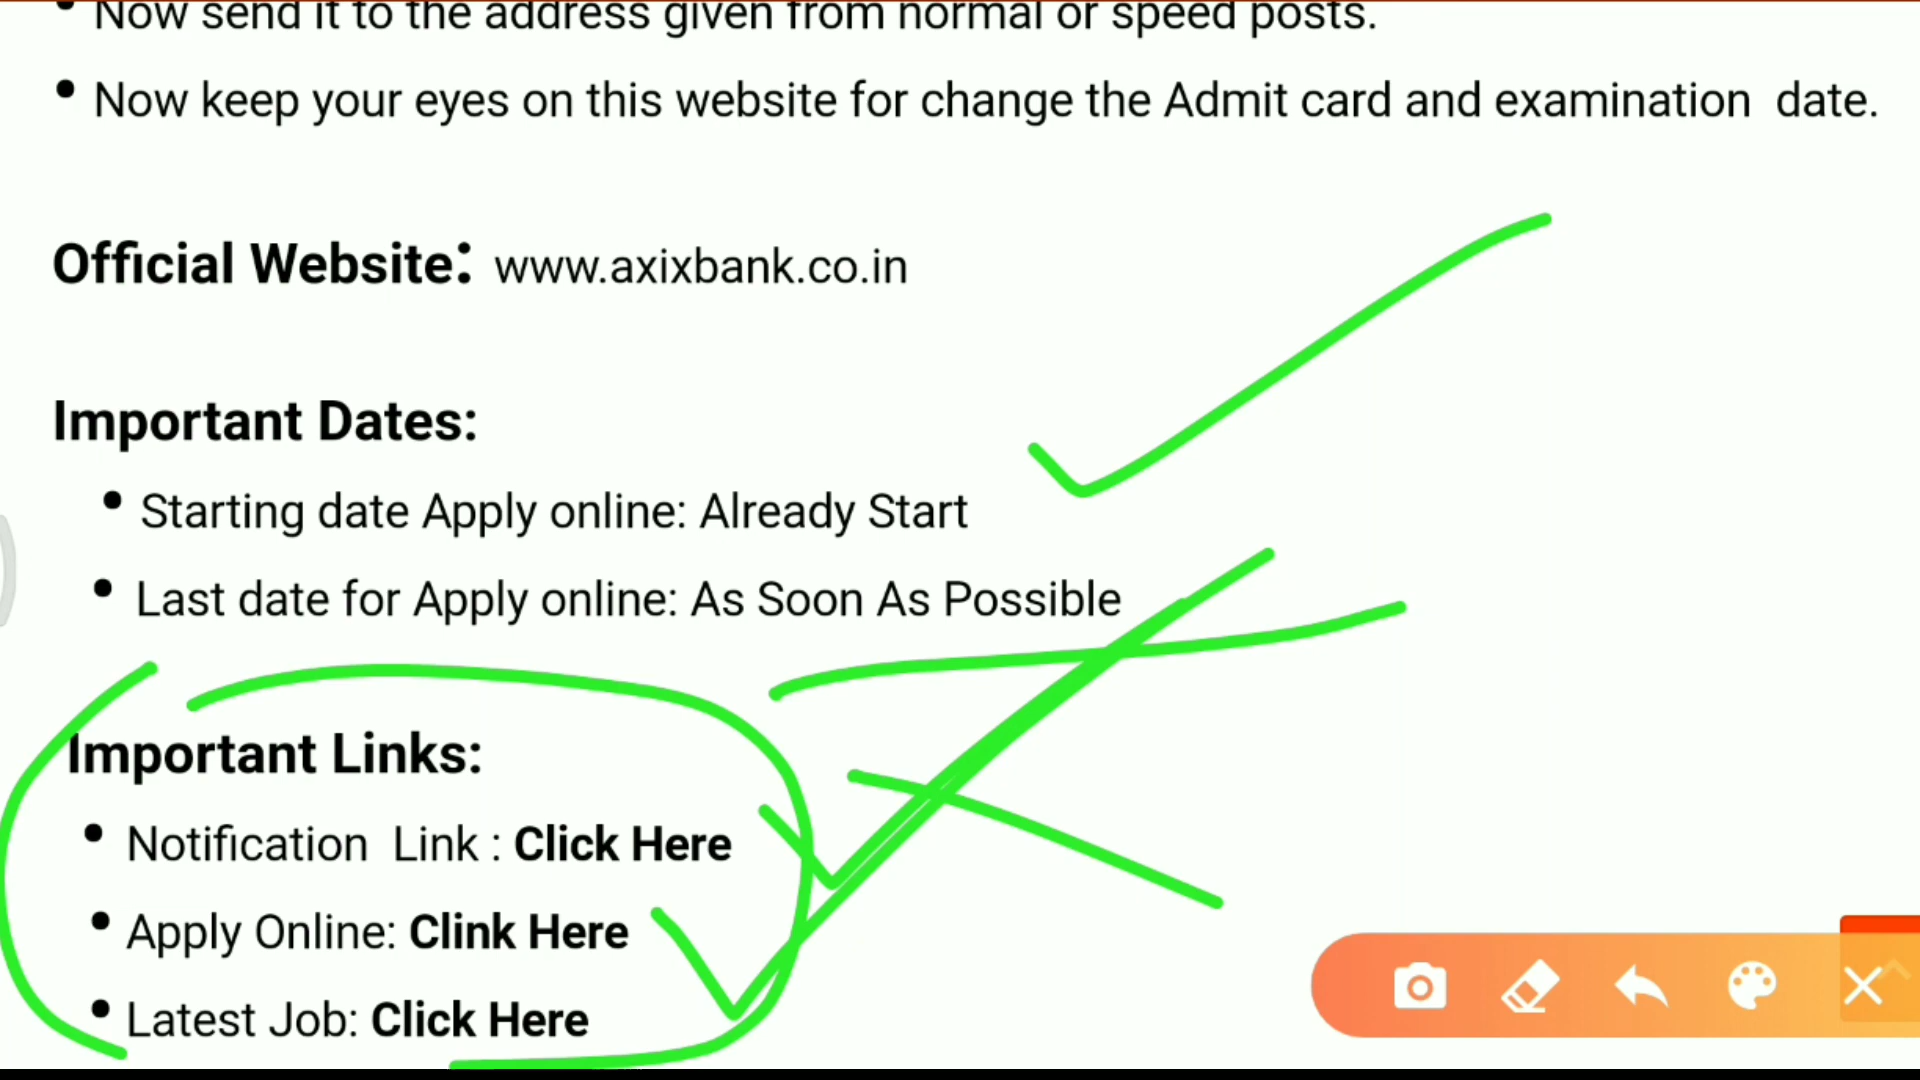 Now send it to the address given from normal or speed posts.
Now keep your eyes on this website for change the Admit card and examination date.
Official Website: www.axixbank.co.in
Important Dates:
Starting date Apply online: Already Start
Last date for Apply online: As Soon As Possible
Important Links:
Notification Link : Click Here
Apply Online: Clink Here
Latest Job: Click Here